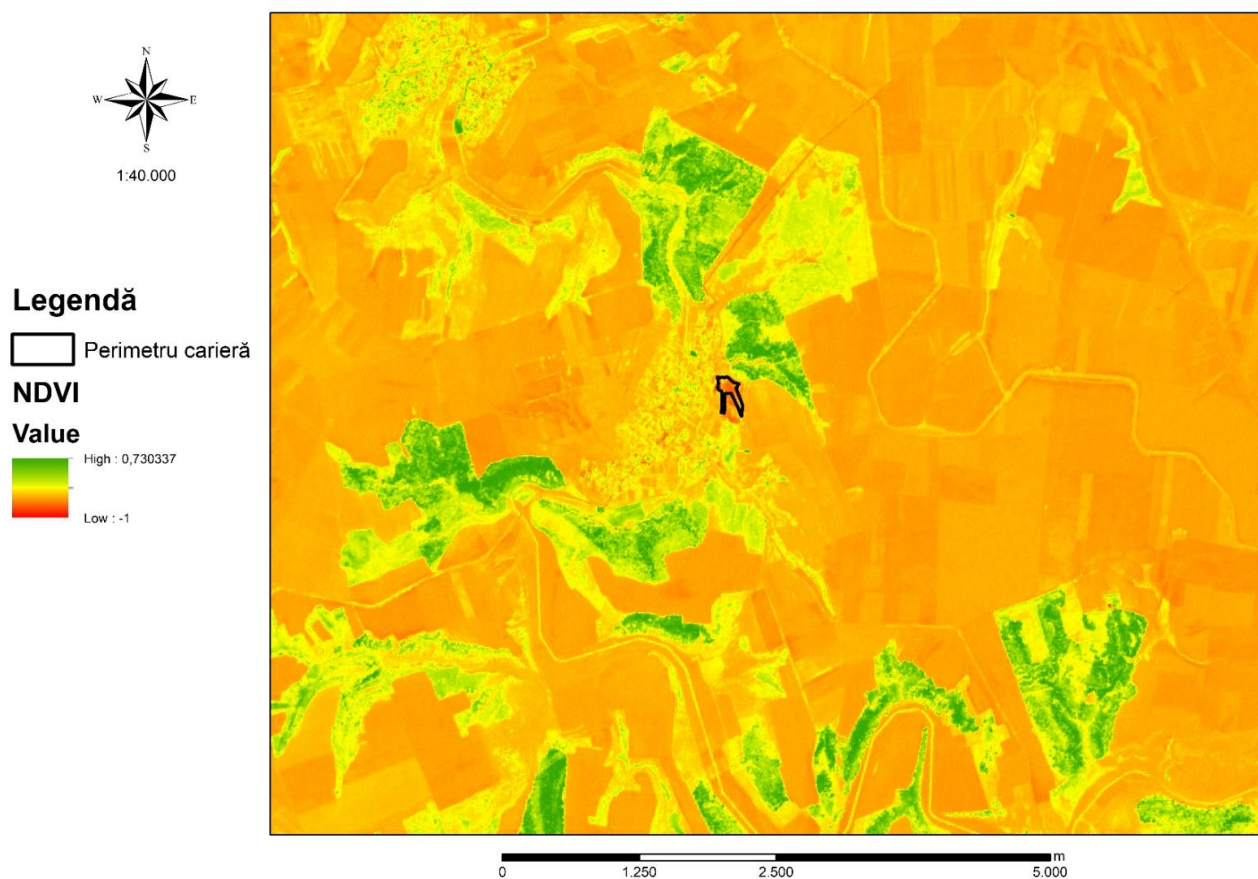 N
W E
S
1:40.000
Legendă
Perimetru carieră
NDVI
Value
High : 0,730337
Low : -1
0 1.250 2.500 5.000
m